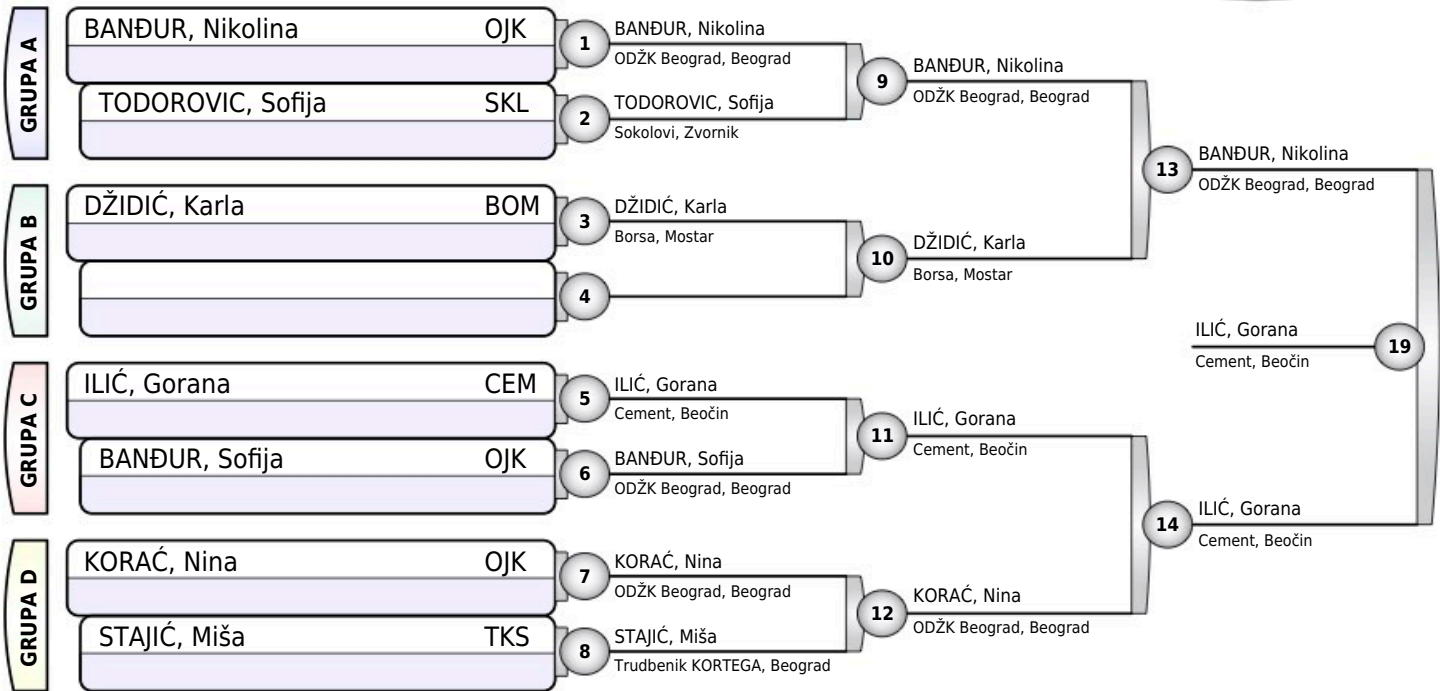 GRUPA A
BANĐUR, Nikolina OJK
TODOROVIC, Sofija SKL
1
BANĐUR, Nikolina
ODŽK Beograd, Beograd
2
TODOROVIC, Sofija
Sokolovi, Zvornik
9
BANĐUR, Nikolina
ODŽK Beograd, Beograd
GRUPA B
DŽIDIĆ, Karla BOM
3
DŽIDIĆ, Karla
Borsa, Mostar
4
10
DŽIDIĆ, Karla
Borsa, Mostar
13
BANĐUR, Nikolina
ODŽK Beograd, Beograd
GRUPA C
ILIĆ, Gorana CEM
BANĐUR, Sofija OJK
5
ILIĆ, Gorana
Cement, Beočin
6
BANĐUR, Sofija
ODŽK Beograd, Beograd
11
ILIĆ, Gorana
Cement, Beočin
GRUPA D
KORAĆ, Nina OJK
STAJIĆ, Miša TKS
7
KORAĆ, Nina
ODŽK Beograd, Beograd
8
STAJIĆ, Miša
Trudbenik KORTEGA, Beograd
12
KORAĆ, Nina
ODŽK Beograd, Beograd
14
ILIĆ, Gorana
Cement, Beočin
ILIĆ, Gorana
Cement, Beočin
19